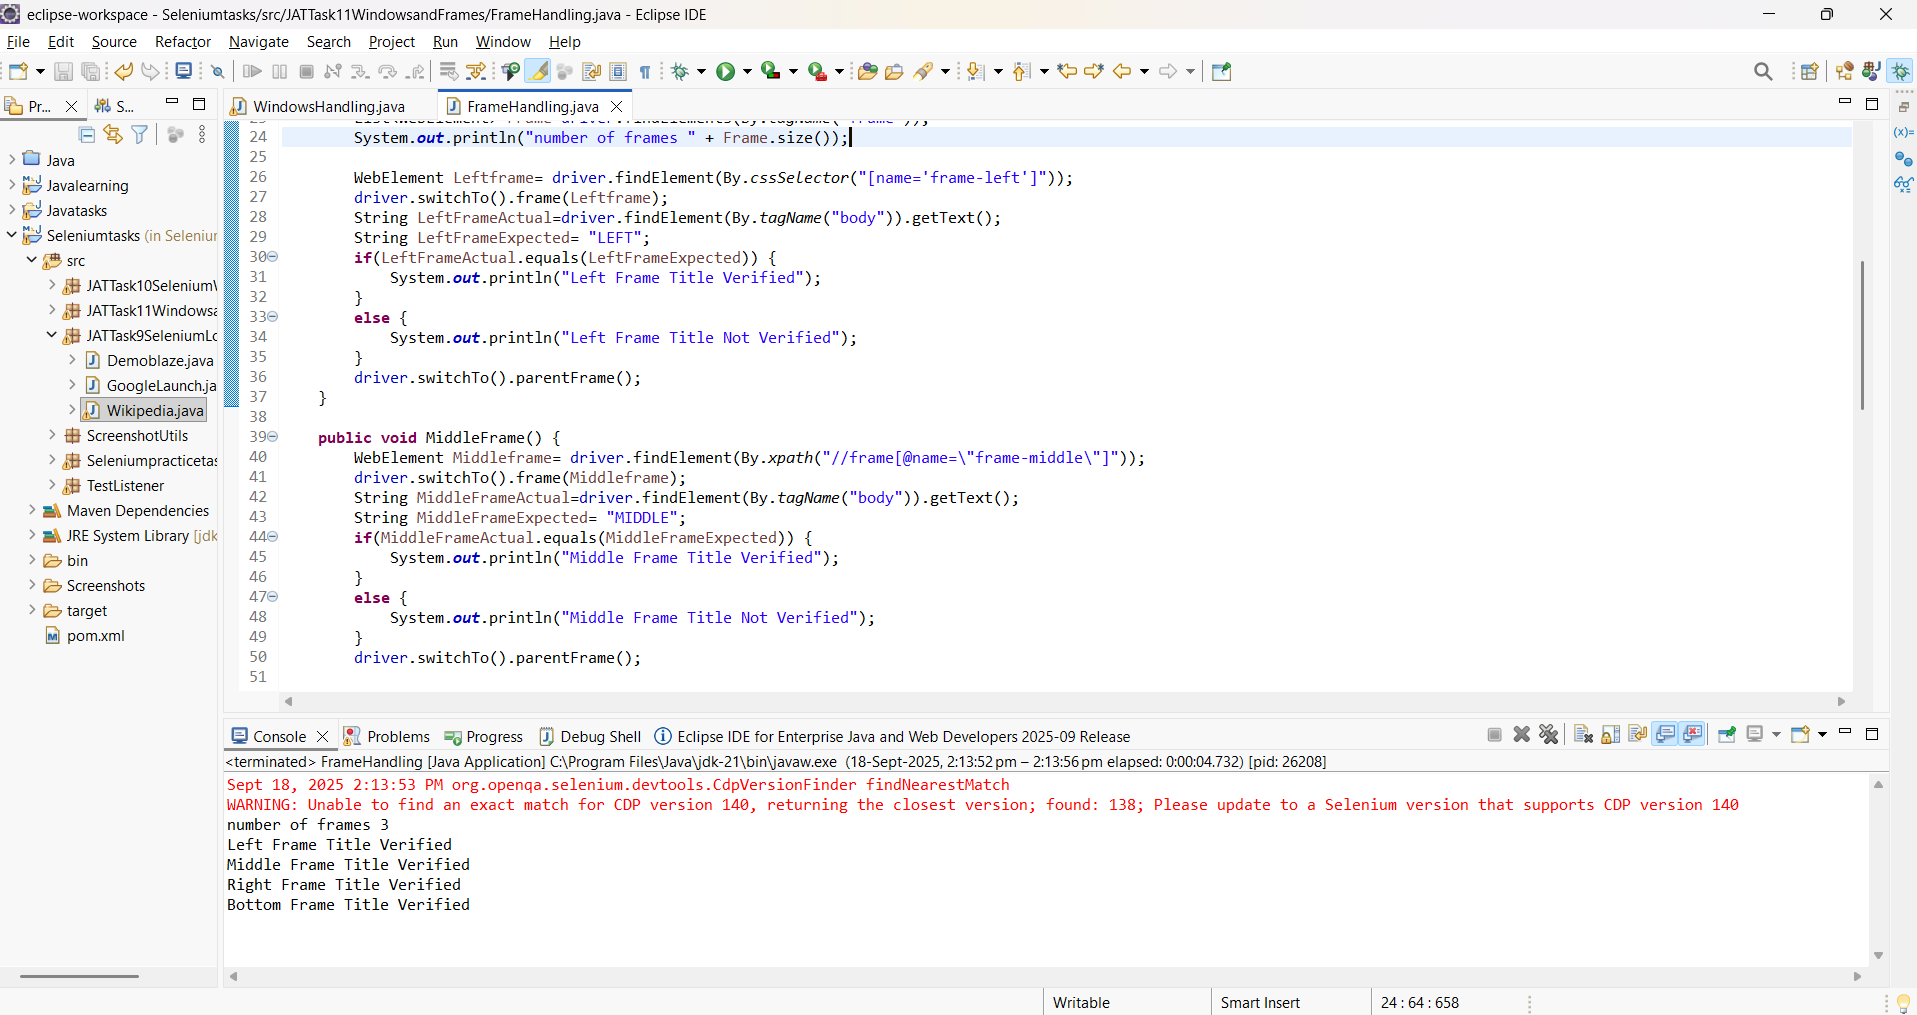 eclipse-workspace - Seleniumtasks/src/JATTask11WindowsandFrames/FrameHandling.java - Eclipse IDE
File Edit Source Refactor Navigate Search Project Run Window Help
Pr... S...
Java
Javalearning
Javatasks
Seleniumtasks (in Seleniu
src
JATTask10Selenium
JATTask11Windows
JATTask9SeleniumLo
Demoblaze.java
GoogleLaunch.ja
Wikipedia.java
ScreenshotUtils
Seleniumpracticetas
TestListener
Maven Dependencies
JRE System Library [jdk
bin
Screenshots
target
pom.xml
WindowsHandling.java FrameHandling.java
24 System.out.println("number of frames " + Frame.size());
25
26 WebElement Leftframe= driver.findElement(By.cssSelector("[name='frame-left']"));
27 driver.switchTo().frame(Leftframe);
28 String LeftFrameActual=driver.findElement(By.tagName("body")).getText();
29 String LeftFrameExpected= "LEFT";
30 if(LeftFrameActual.equals(LeftFrameExpected)) {
31 System.out.println("Left Frame Title Verified");
32 }
33 else {
34 System.out.println("Left Frame Title Not Verified");
35 }
36 driver.switchTo().parentFrame();
37 }
38
39 public void MiddleFrame() {
40 WebElement Middleframe= driver.findElement(By.xpath("//frame[@name=\"frame-middle\"]"));
41 driver.switchTo().frame(Middleframe);
42 String MiddleFrameActual=driver.findElement(By.tagName("body")).getText();
43 String MiddleFrameExpected= "MIDDLE";
44 if(MiddleFrameActual.equals(MiddleFrameExpected)) {
45 System.out.println("Middle Frame Title Verified");
46 }
47 else {
48 System.out.println("Middle Frame Title Not Verified");
49 }
50 driver.switchTo().parentFrame();
51
Console Problems Progress Debug Shell Eclipse IDE for Enterprise Java and Web Developers 2025-09 Release
<terminated> FrameHandling [Java Application] C:\Program Files\Java\jdk-21\bin\javaw.exe (18-Sept-2025, 2:13:52 pm – 2:13:56 pm elapsed: 0:00:04.732) [pid: 26208]
Sept 18, 2025 2:13:53 PM org.openqa.selenium.devtools.CdpVersionFinder findNearestMatch
WARNING: Unable to find an exact match for CDP version 140, returning the closest version; found: 138; Please update to a Selenium version that supports CDP version 140
number of frames 3
Left Frame Title Verified
Middle Frame Title Verified
Right Frame Title Verified
Bottom Frame Title Verified
Writable Smart Insert 24 : 64 : 658